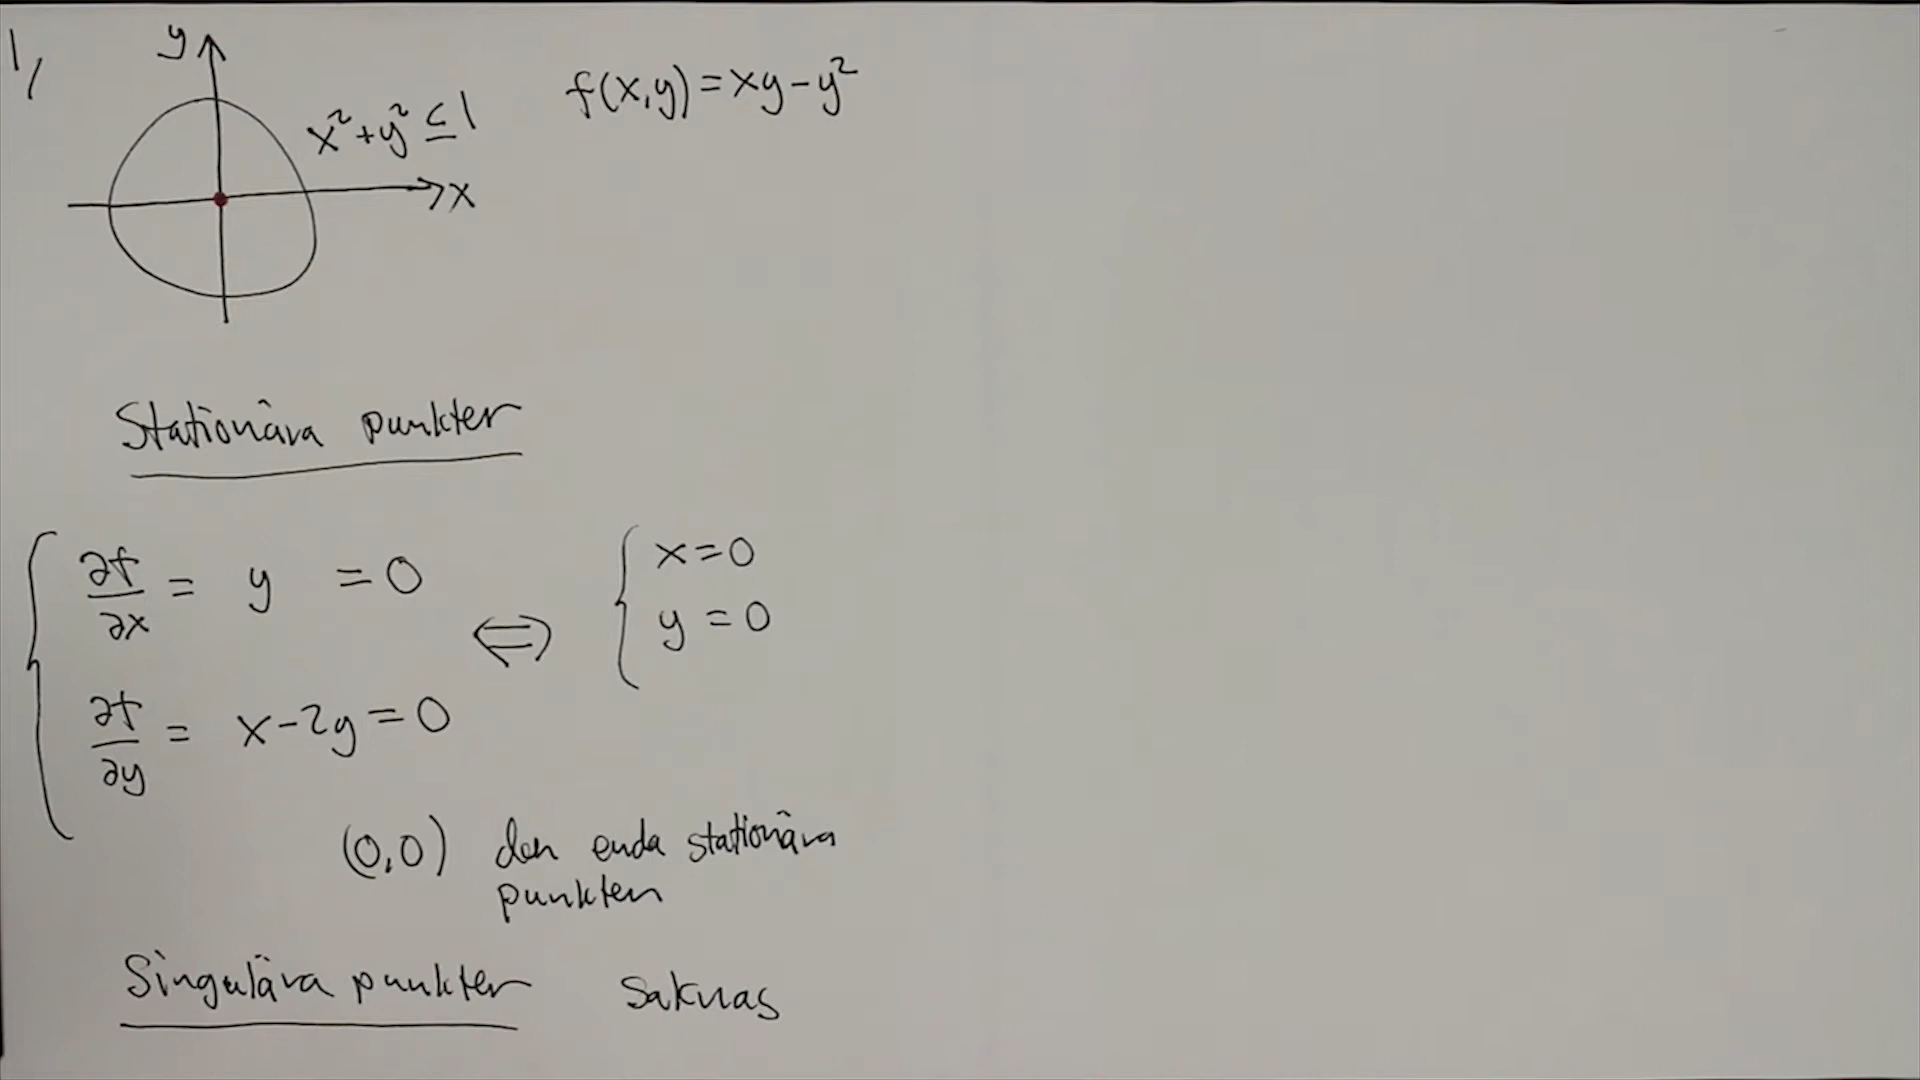 1/
y
x² + y² ≤ 1
x
f(x,y) = xy - y²
Stationära punkter
∂f/∂x = y = 0
∂f/∂y = x - 2y = 0
⇔
x = 0
y = 0
(0,0) den enda stationära
punkten
Singulära punkter saknas